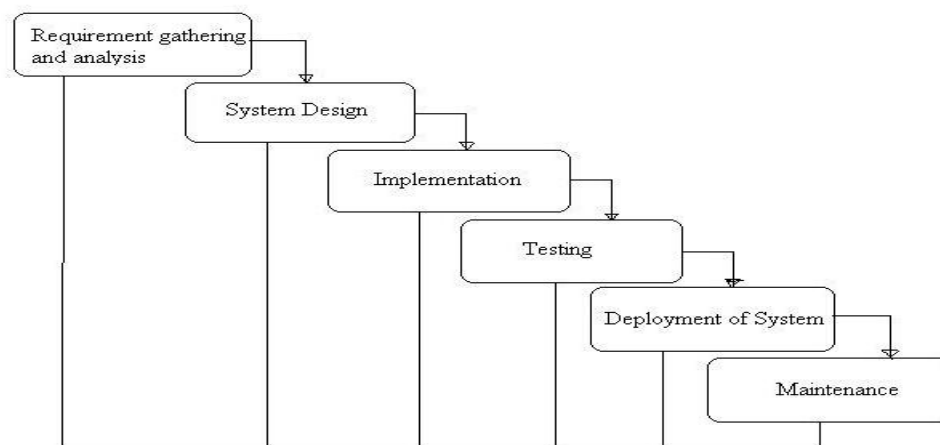 Requirement gathering
and analysis
System Design
Implementation
Testing
Deployment of System
Maintenance